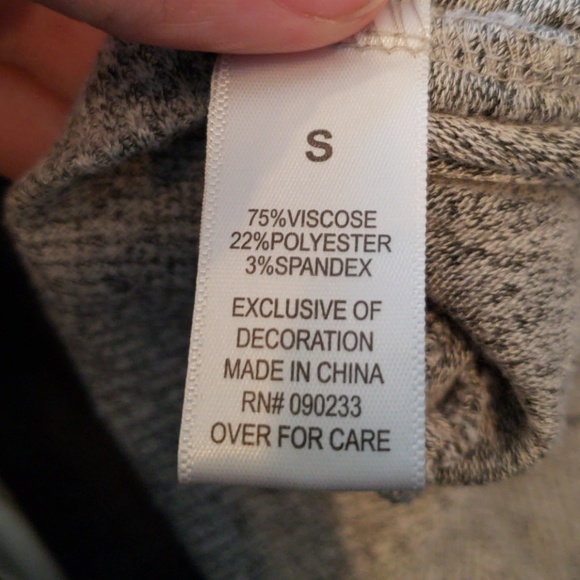 S
75%VISCOSE
22%POLYESTER
3%SPANDEX
EXCLUSIVE OF
DECORATION
MADE IN CHINA
RN# 090233
OVER FOR CARE